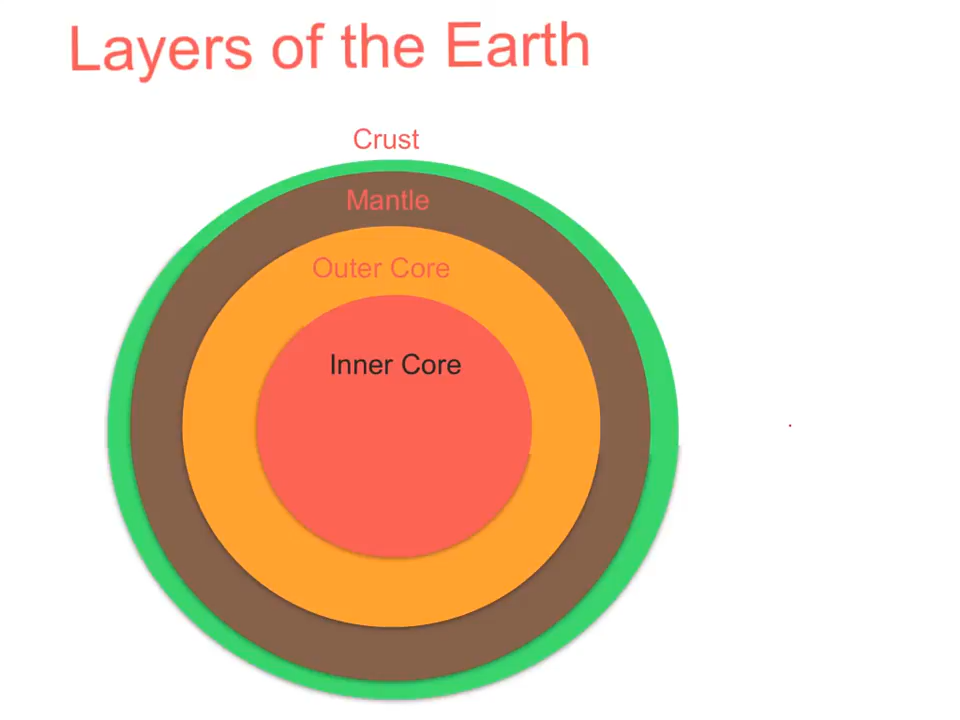 Layers of the Earth
Crust
Mantle
Outer Core
Inner Core